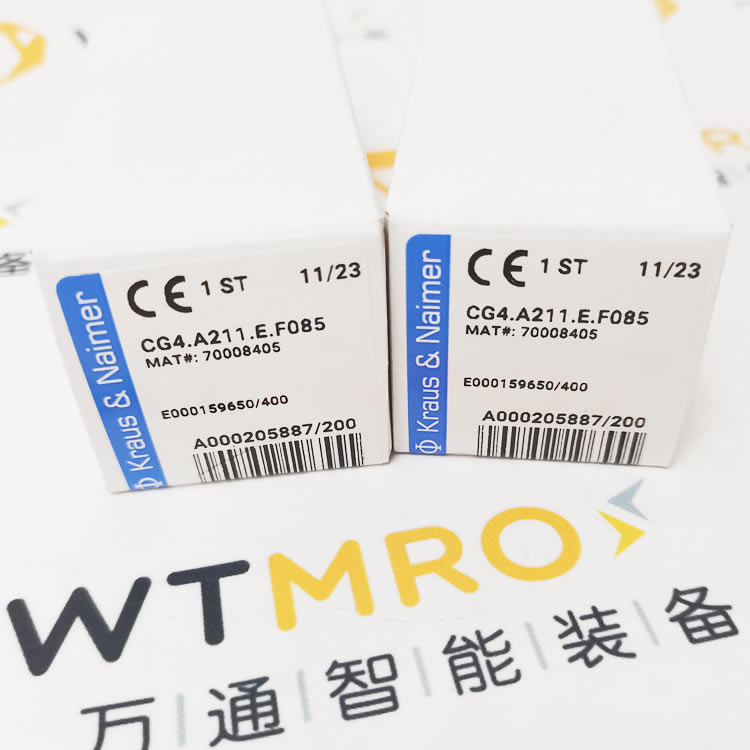 Kraus & Naimer
CE 1 ST 11/23
CG4.A211.E.F085
MAT#: 70008405
E000159650/400
A000205887/200
Kraus & Naimer
CE 1 ST 11/23
CG4.A211.E.F085
MAT#: 70008405
E000159650/400
A000205887/200
WTMRO
万|通|智|能|装|备